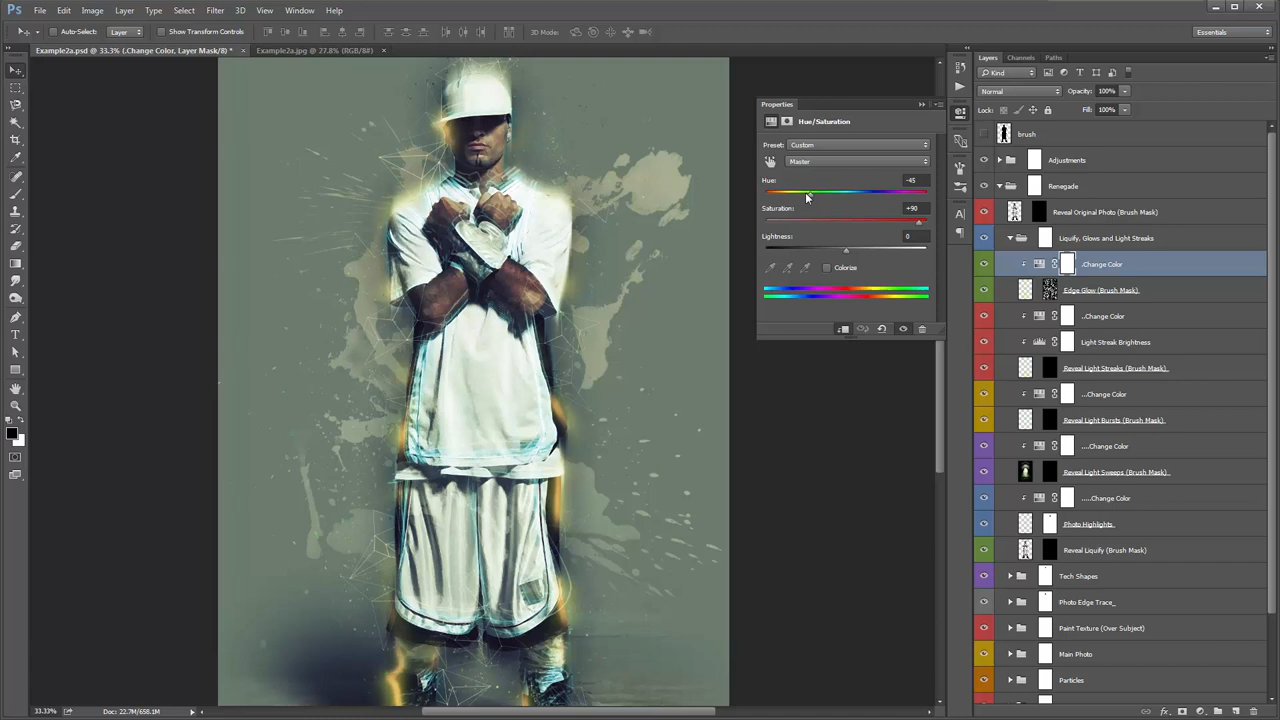 Ps File Edit Image Layer Type Select Filter 3D View Window Help
Auto-Select: Layer Show Transform Controls 3D Mode: Essentials
Example2a.psd @ 33.3% (.Change Color, Layer Mask/8) * × Example2a.jpg @ 27.8% (RGB/8#) ×
Properties
Hue/Saturation
Preset: Custom
Master
Hue: -45
Saturation: +90
Lightness: 0
Colorize
Layers Channels Paths
Kind
Normal Opacity: 100%
Lock: Fill: 100%
brush
Adjustments
Renegade
Reveal Original Photo (Brush Mask)
Liquify, Glows and Light Streaks
.Change Color
Edge Glow (Brush Mask)
..Change Color
Light Streak Brightness
Reveal Light Streaks (Brush Mask)
...Change Color
Reveal Light Bursts (Brush Mask)
....Change Color
Reveal Light Sweeps (Brush Mask)
.....Change Color
Photo Highlights
Reveal Liquify (Brush Mask)
Tech Shapes
Photo Edge Trace_
Paint Texture (Over Subject)
Main Photo
Particles
33.33% Doc: 22.7M/658.1M